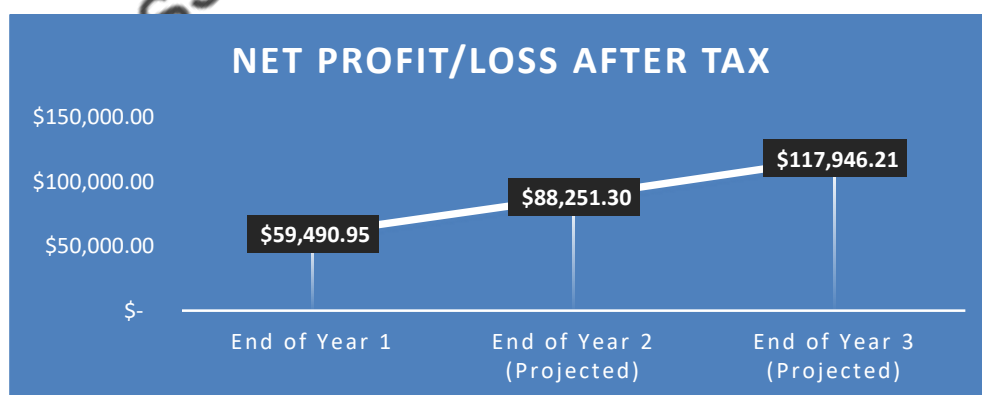 NET PROFIT/LOSS AFTER TAX
$150,000.00
$100,000.00
$50,000.00
$-
$59,490.95
$88,251.30
$117,946.21
End of Year 1
End of Year 2
(Projected)
End of Year 3
(Projected)